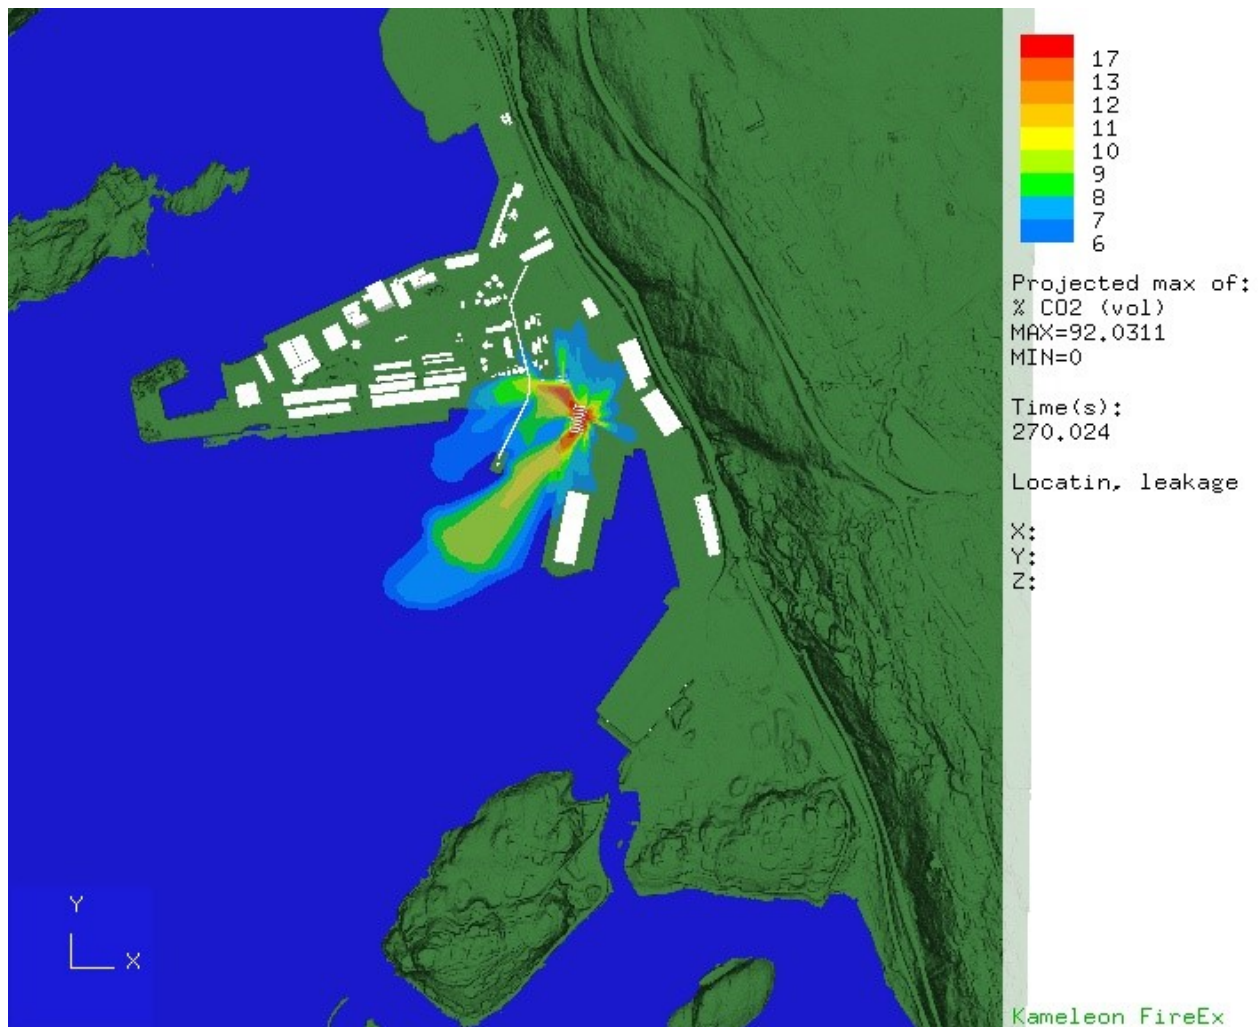 17
13
12
11
10
9
8
7
6
Projected max of:
% CO2 (vol)
MAX=92.0311
MIN=0
Time(s):
270.024
Locatin, leakage
X:
Y:
Z:
Y
X
Kameleon FireEx